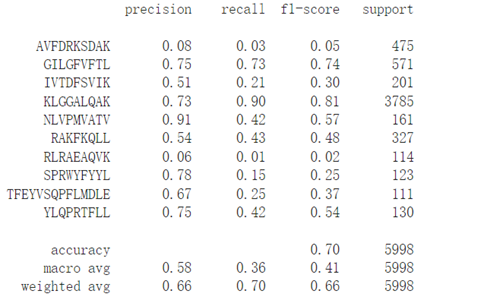 precision recall f1-score support
AVFDRKSDAK 0.08 0.03 0.05 475
GILGFVFTL 0.75 0.73 0.74 571
IVTDFSVIK 0.51 0.21 0.30 201
KLGGALQAK 0.73 0.90 0.81 3785
NLVPMVATV 0.91 0.42 0.57 161
RAKFKQLL 0.54 0.43 0.48 327
RLRAEAQVK 0.06 0.01 0.02 114
SPRWYFYYL 0.78 0.15 0.25 123
TFEYVSQPFLMDLE 0.67 0.25 0.37 111
YLQPRTFLL 0.75 0.42 0.54 130
accuracy 0.70 5998
macro avg 0.58 0.36 0.41 5998
weighted avg 0.66 0.70 0.66 5998